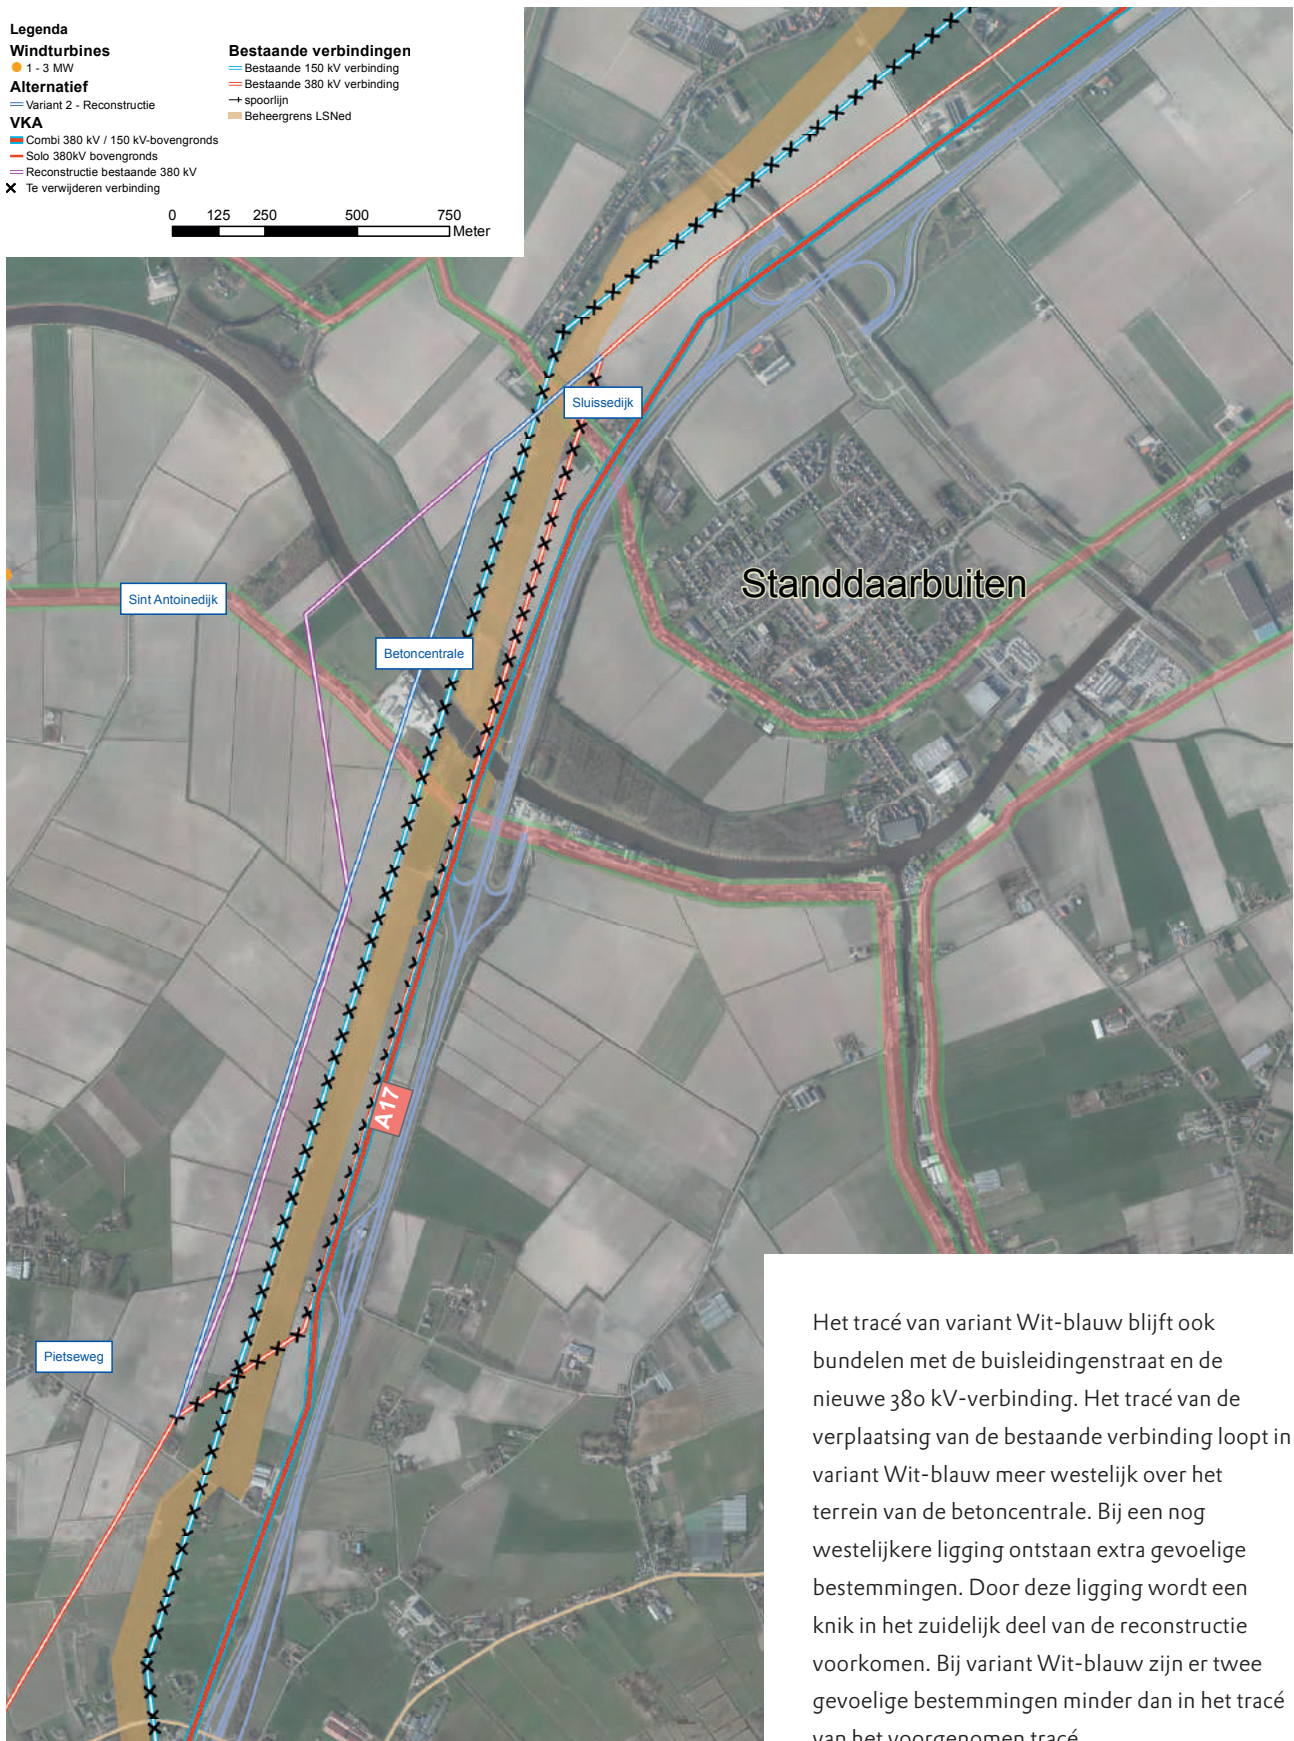 Legenda
Windturbines
1 - 3 MW
Alternatief
Variant 2 - Reconstructie
VKA
Combi 380 kV / 150 kV-bovengronds
Solo 380kV bovengronds
Reconstructie bestaande 380 kV
Te verwijderen verbinding
Bestaande verbindingen
Bestaande 150 kV verbinding
Bestaande 380 kV verbinding
spoorlijn
Beheergrens LSNed
0 125 250 500 750
Meter
Sluissedijk
Standdaarbuiten
Sint Antoinedijk
Betoncentrale
A17
Pietseweg
Het tracé van variant Wit-blauw blijft ook
bundelen met de buisleidingenstraat en de
nieuwe 380 kV-verbinding. Het tracé van de
verplaatsing van de bestaande verbinding loopt in
variant Wit-blauw meer westelijk over het
terrein van de betoncentrale. Bij een nog
westelijkere ligging ontstaan extra gevoelige
bestemmingen. Door deze ligging wordt een
knik in het zuidelijk deel van de reconstructie
voorkomen. Bij variant Wit-blauw zijn er twee
gevoelige bestemmingen minder dan in het tracé
van het voorgenomen tracé.